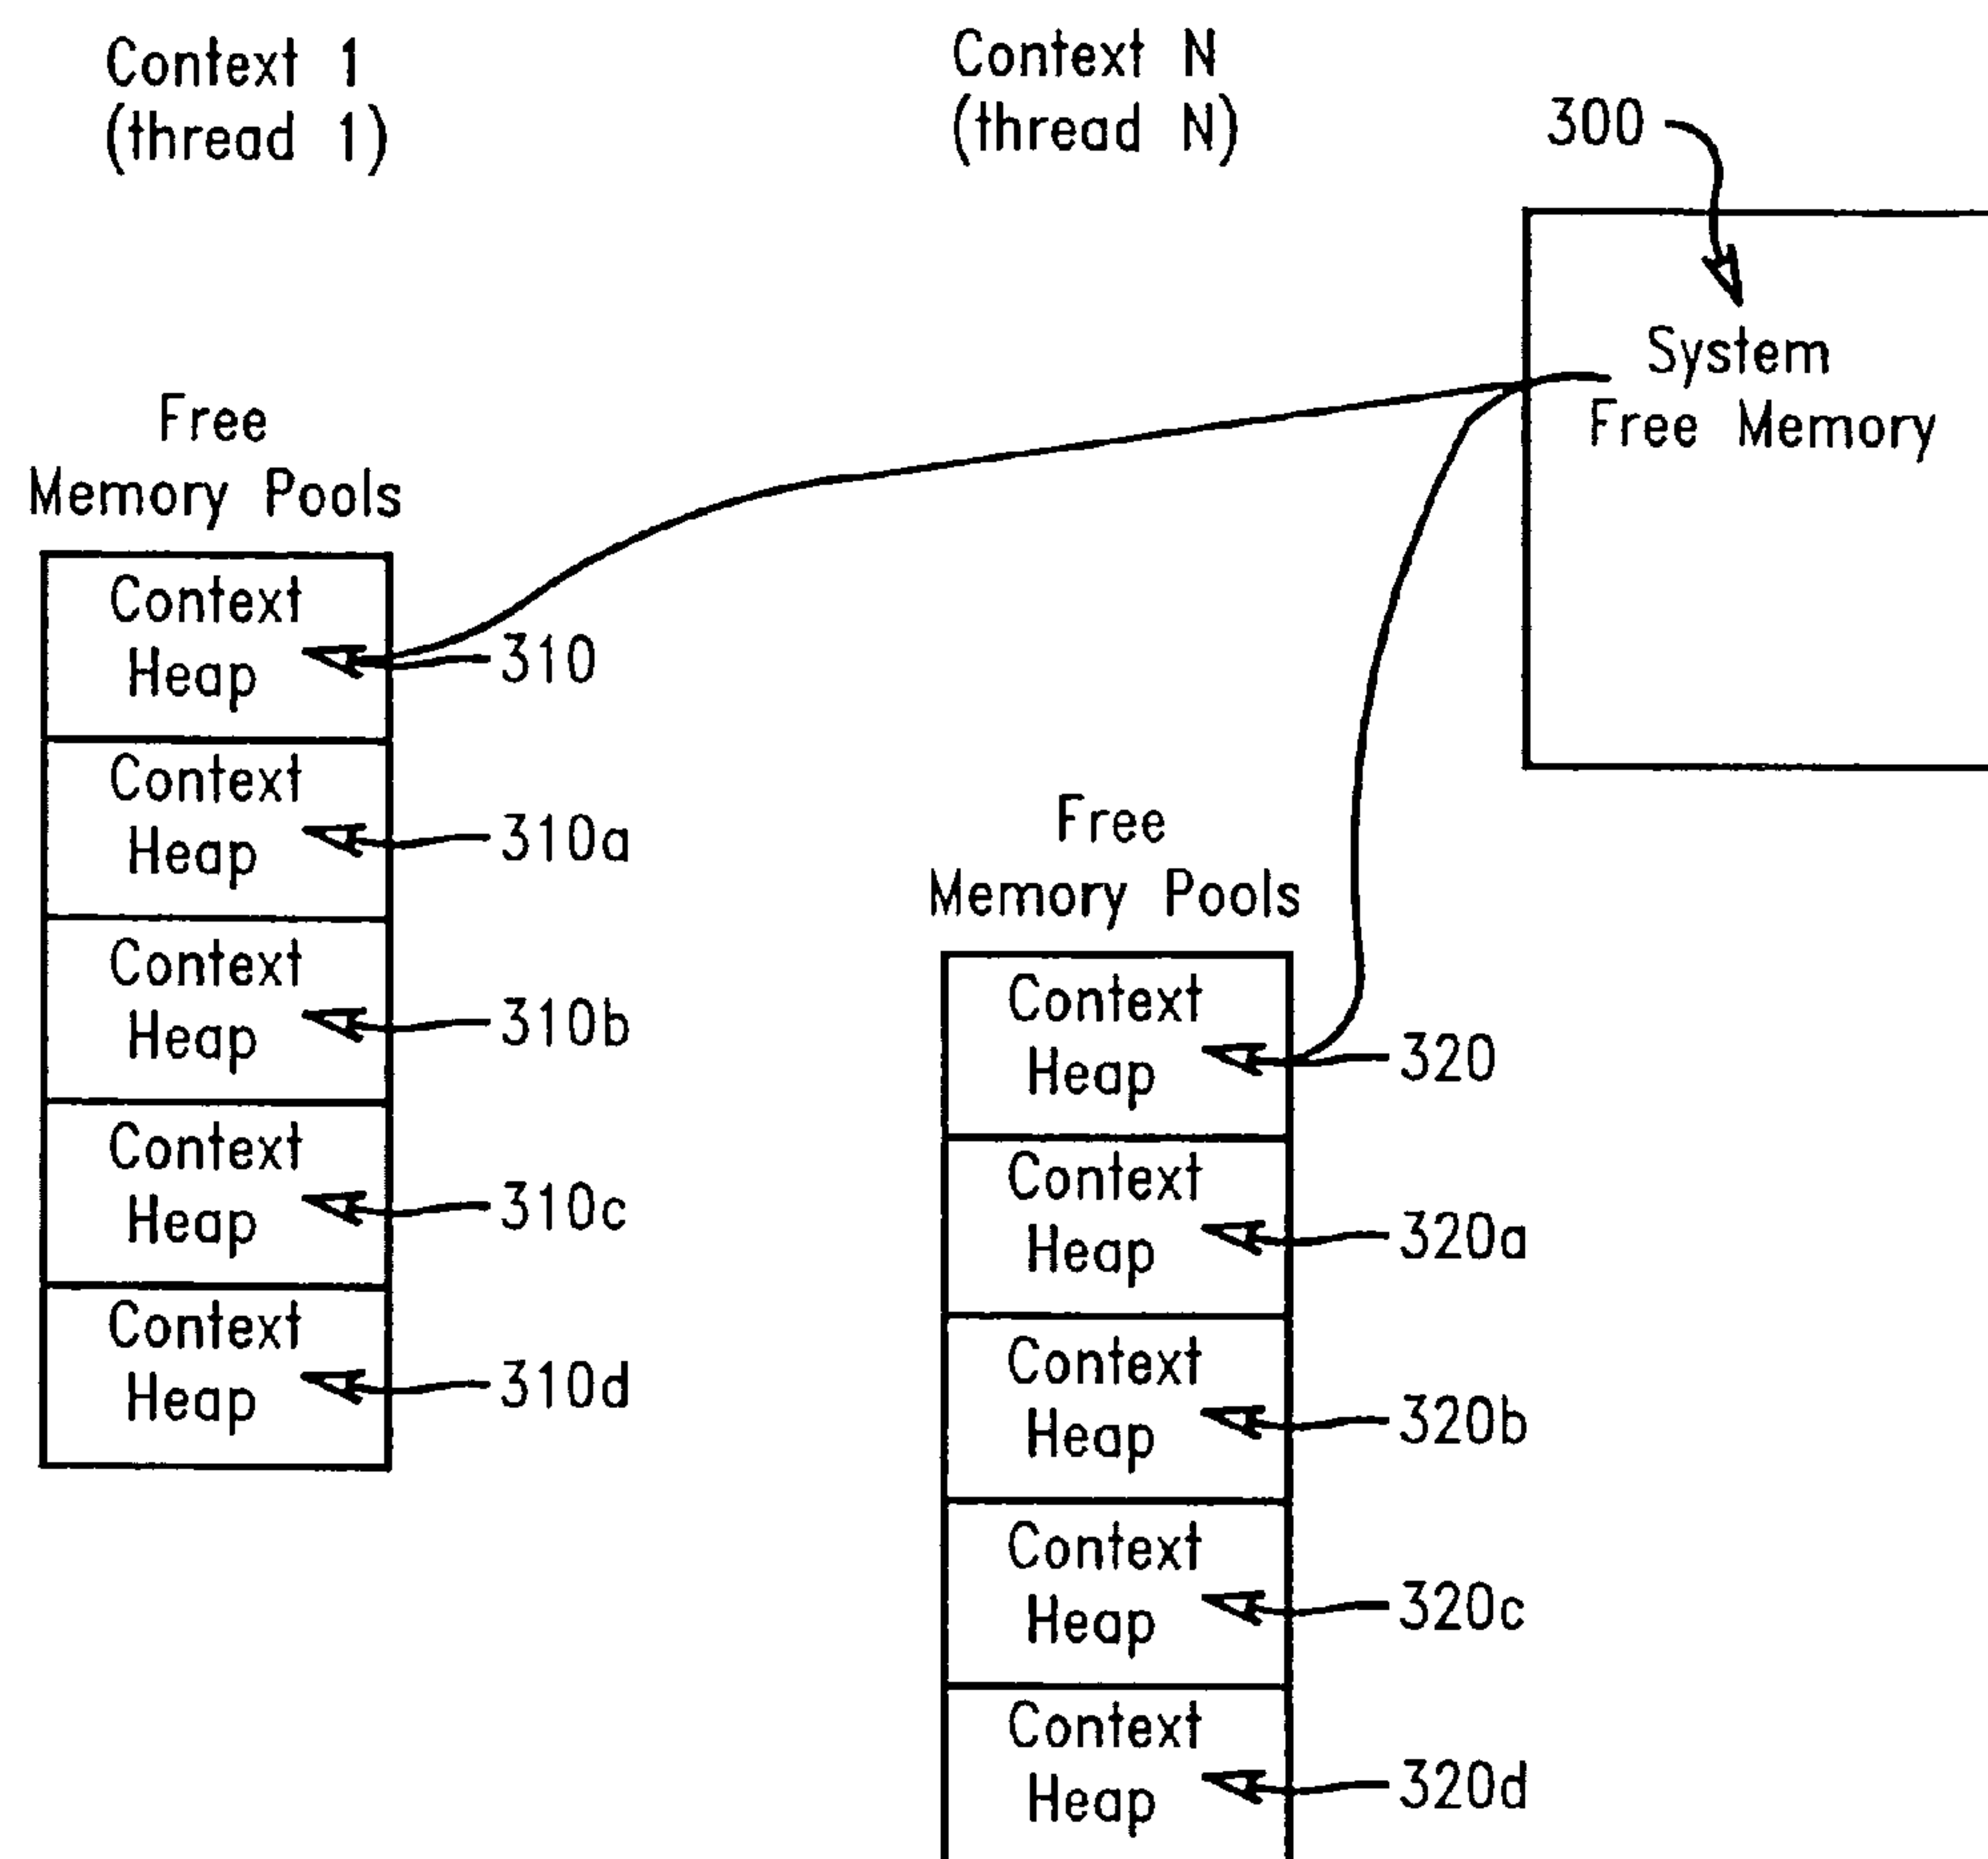 Context 1
(thread 1)
Context N
(thread N)
300
System
Free Memory
Free
Memory Pools
Context
Heap
310
Context
Heap
310a
Context
Heap
310b
Context
Heap
310c
Context
Heap
310d
Free
Memory Pools
Context
Heap
320
Context
Heap
320a
Context
Heap
320b
Context
Heap
320c
Context
Heap
320d